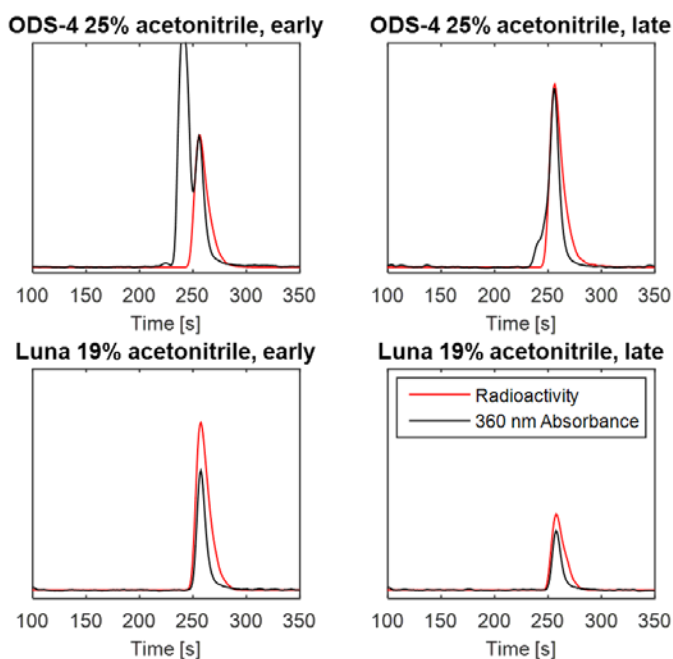 ODS-4 25% acetonitrile, early
100 150 200 250 300 350
Time [s]
ODS-4 25% acetonitrile, late
100 150 200 250 300 350
Time [s]
Luna 19% acetonitrile, early
100 150 200 250 300 350
Time [s]
Luna 19% acetonitrile, late
Radioactivity
360 nm Absorbance
100 150 200 250 300 350
Time [s]